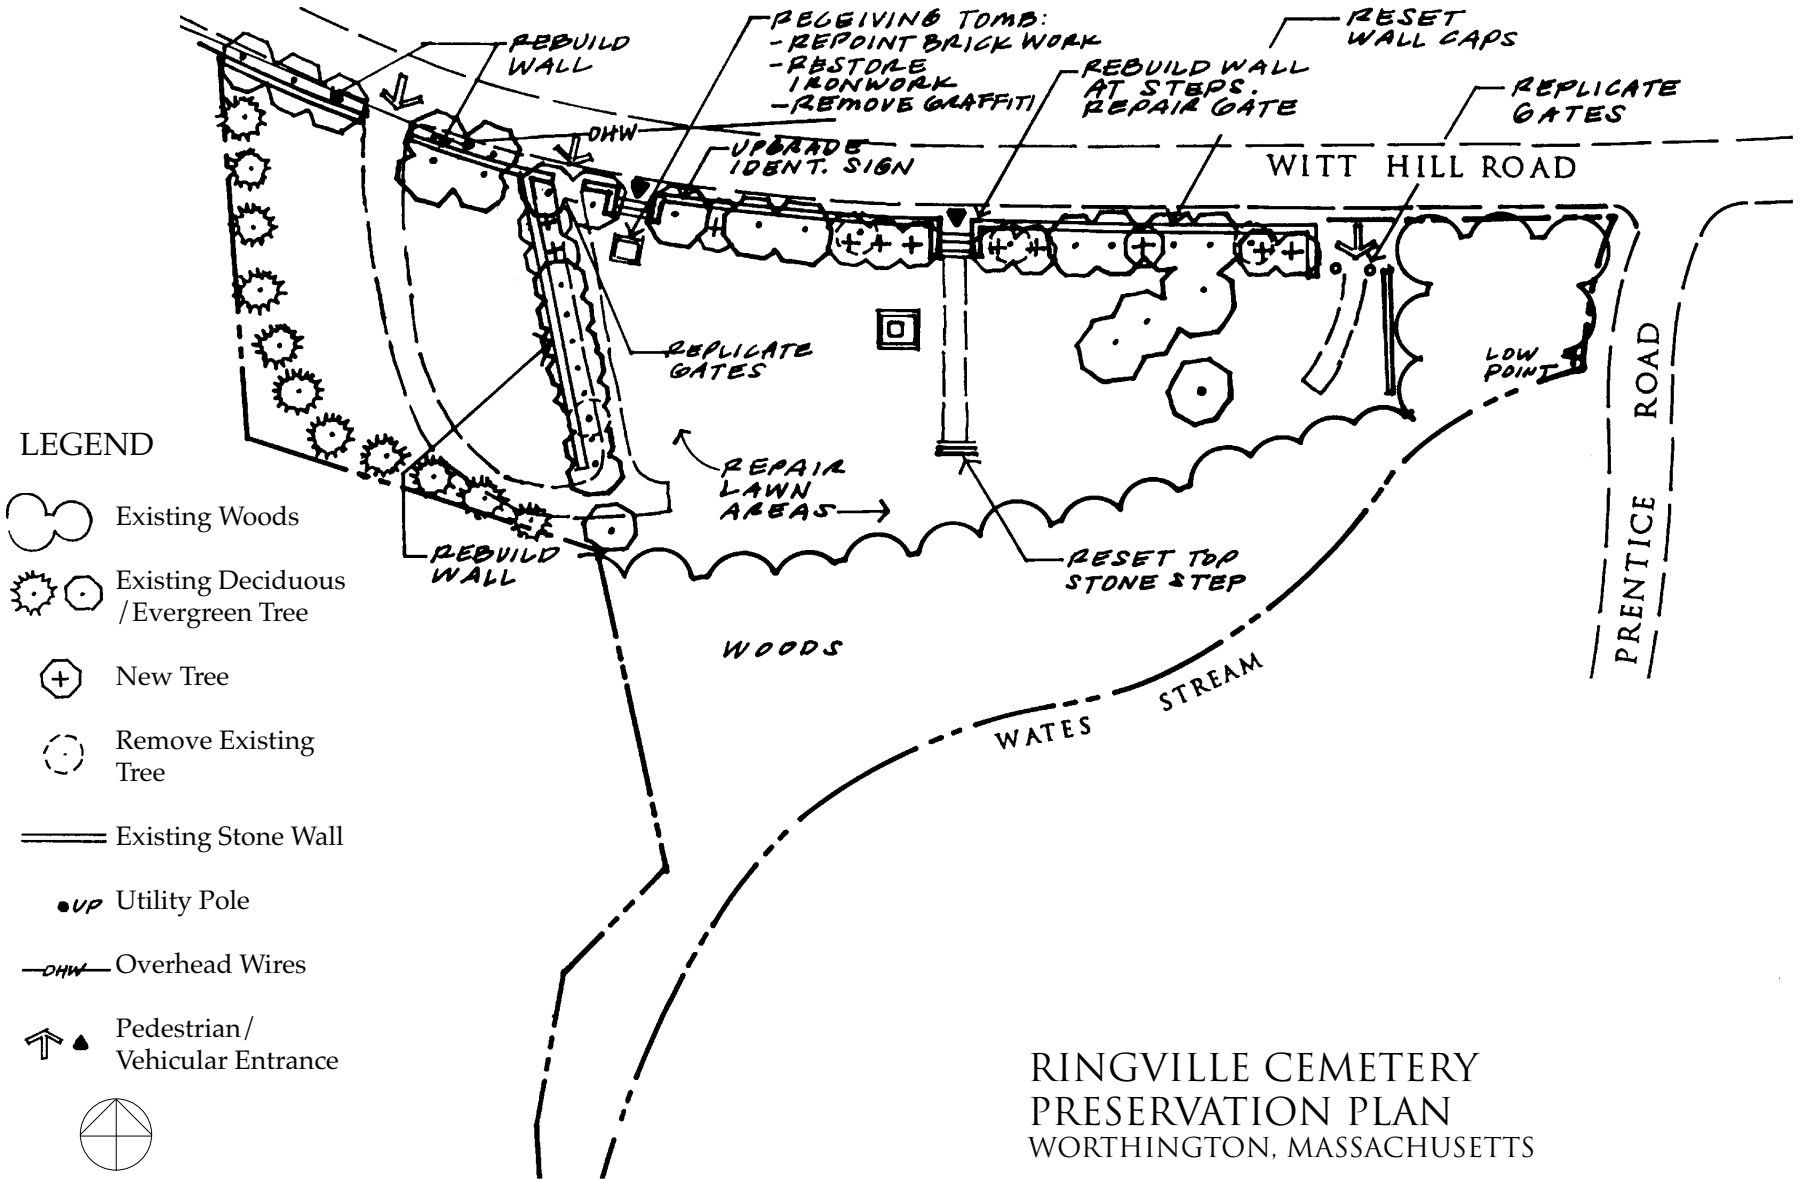 REBUILD
WALL
RECEIVING TOMB:
- REPOINT BRICK WORK
- RESTORE
IRONWORK
- REMOVE GRAFFITI
RESET
WALL CAPS
REBUILD WALL
AT STEPS.
REPAIR GATE
REPLICATE
GATES
OHW
UPGRADE
IDENT. SIGN
WITT HILL ROAD
REPLICATE
GATES
LOW
POINT
PRENTICE ROAD
REPAIR
LAWN
AREAS
REBUILD
WALL
RESET TOP
STONE STEP
WOODS
WATES STREAM
LEGEND
Existing Woods
Existing Deciduous
/Evergreen Tree
New Tree
Remove Existing
Tree
Existing Stone Wall
UP Utility Pole
OHW Overhead Wires
Pedestrian/
Vehicular Entrance
RINGVILLE CEMETERY
PRESERVATION PLAN
WORTHINGTON, MASSACHUSETTS